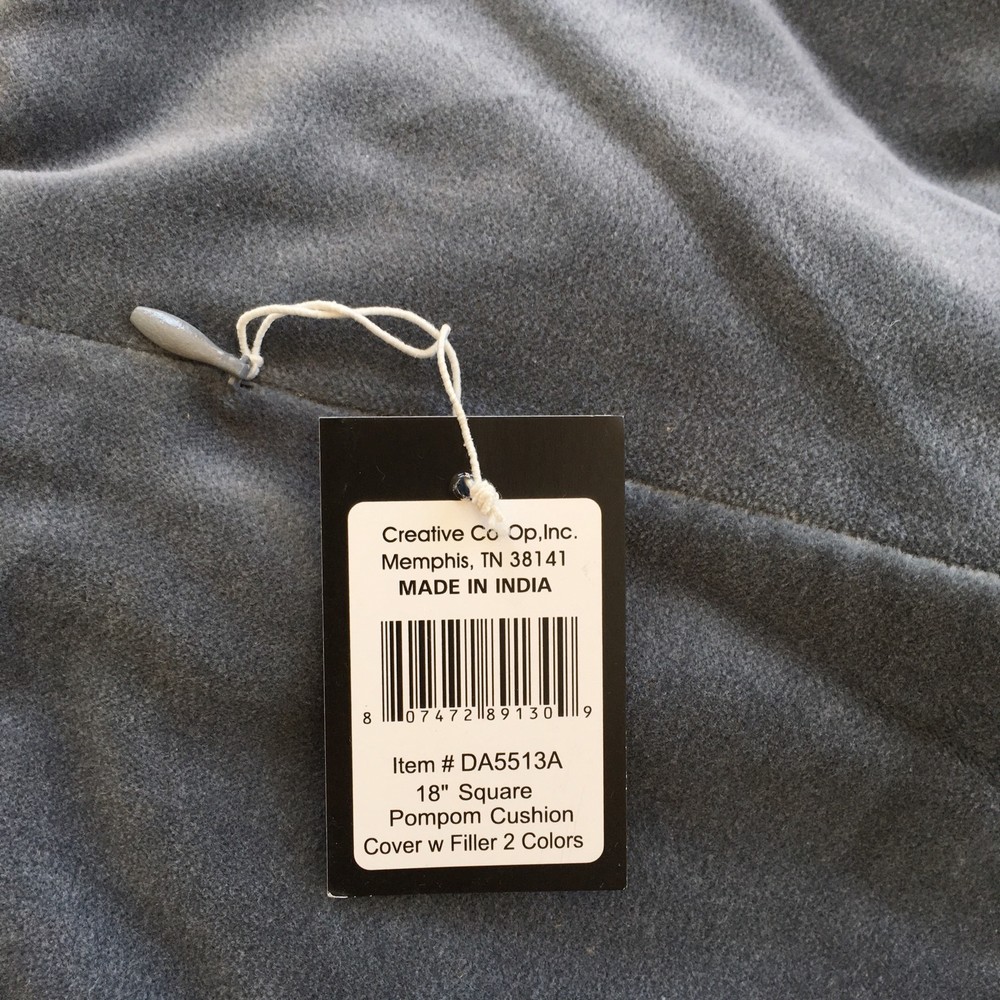 Creative Co-Op,Inc.
Memphis, TN 38141
MADE IN INDIA
8 07472 89130 9
Item # DA5513A
18" Square
Pompom Cushion
Cover w Filler 2 Colors